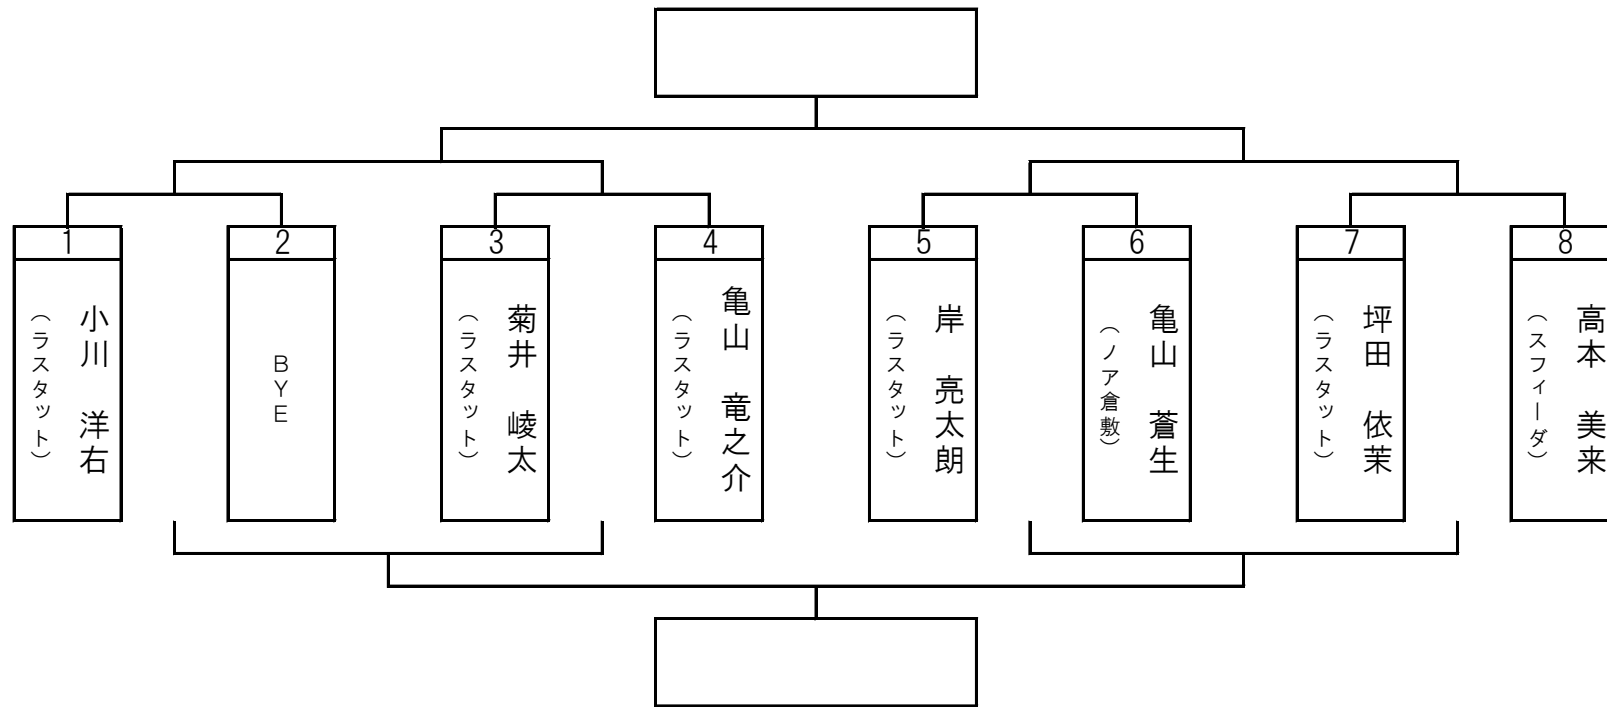 1
小川　洋右
（ラスタット）
2
ＢＹＥ
3
菊井　崚太
（ラスタット）
4
亀山　竜之介
（ラスタット）
5
岸　亮太朗
（ラスタット）
6
亀山　蒼生
（ノア倉敷）
7
坪田　依茉
（ラスタット）
8
高本　美来
（スフィーダ）